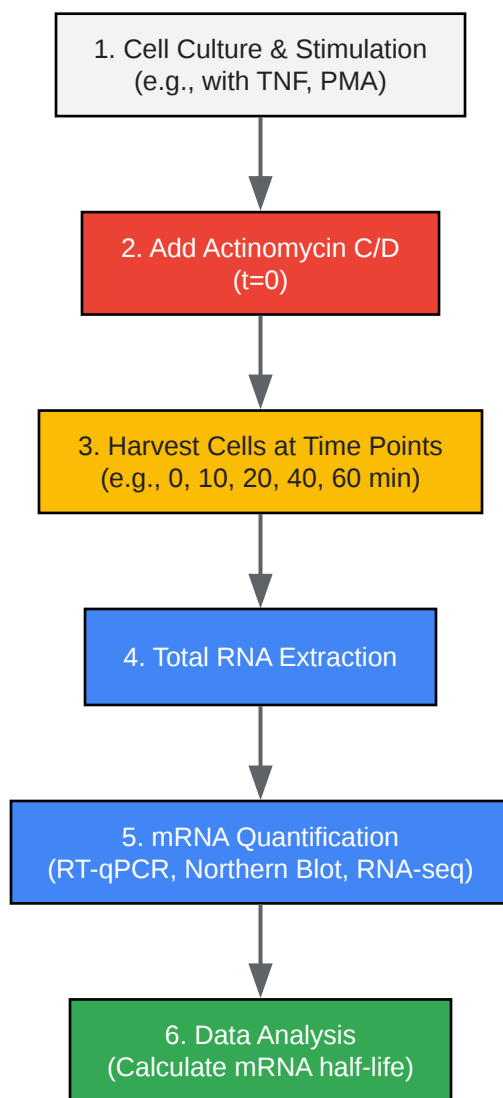 1. Cell Culture & Stimulation
(e.g., with TNF, PMA)
2. Add Actinomycin C/D
(t=0)
3. Harvest Cells at Time Points
(e.g., 0, 10, 20, 40, 60 min)
4. Total RNA Extraction
5. mRNA Quantification
(RT-qPCR, Northern Blot, RNA-seq)
6. Data Analysis
(Calculate mRNA half-life)